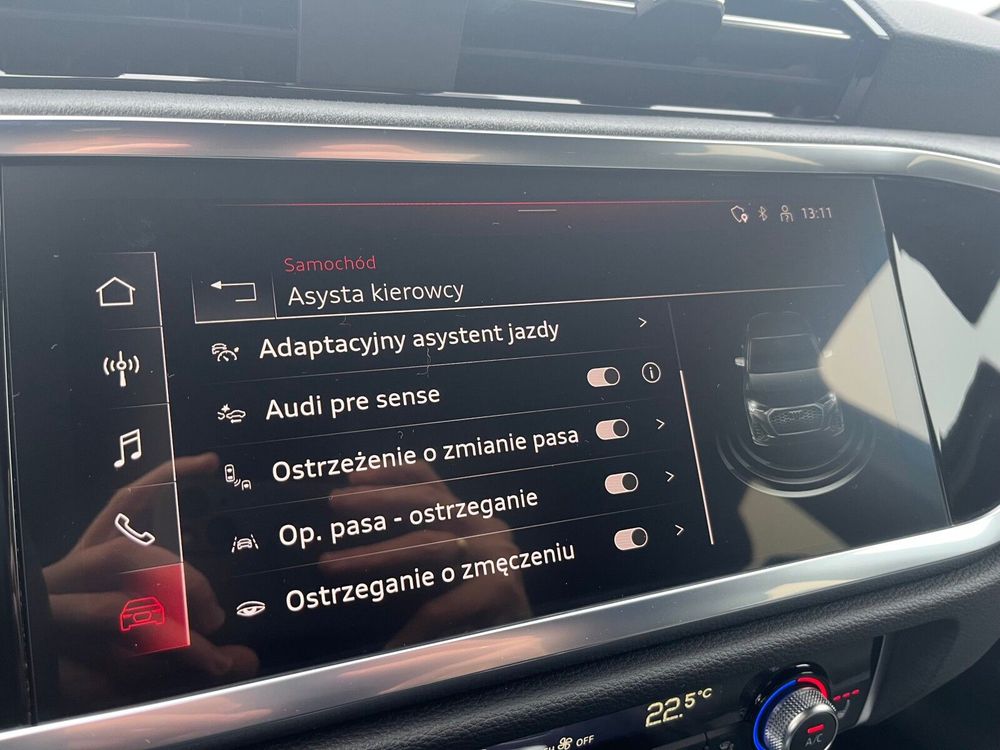 13:11
Samochód
Asysta kierowcy
Adaptacyjny asystent jazdy
Audi pre sense
Ostrzeżenie o zmianie pasa
Op. pasa - ostrzeganie
Ostrzeganie o zmęczeniu
22.5°C
OFF
A/C